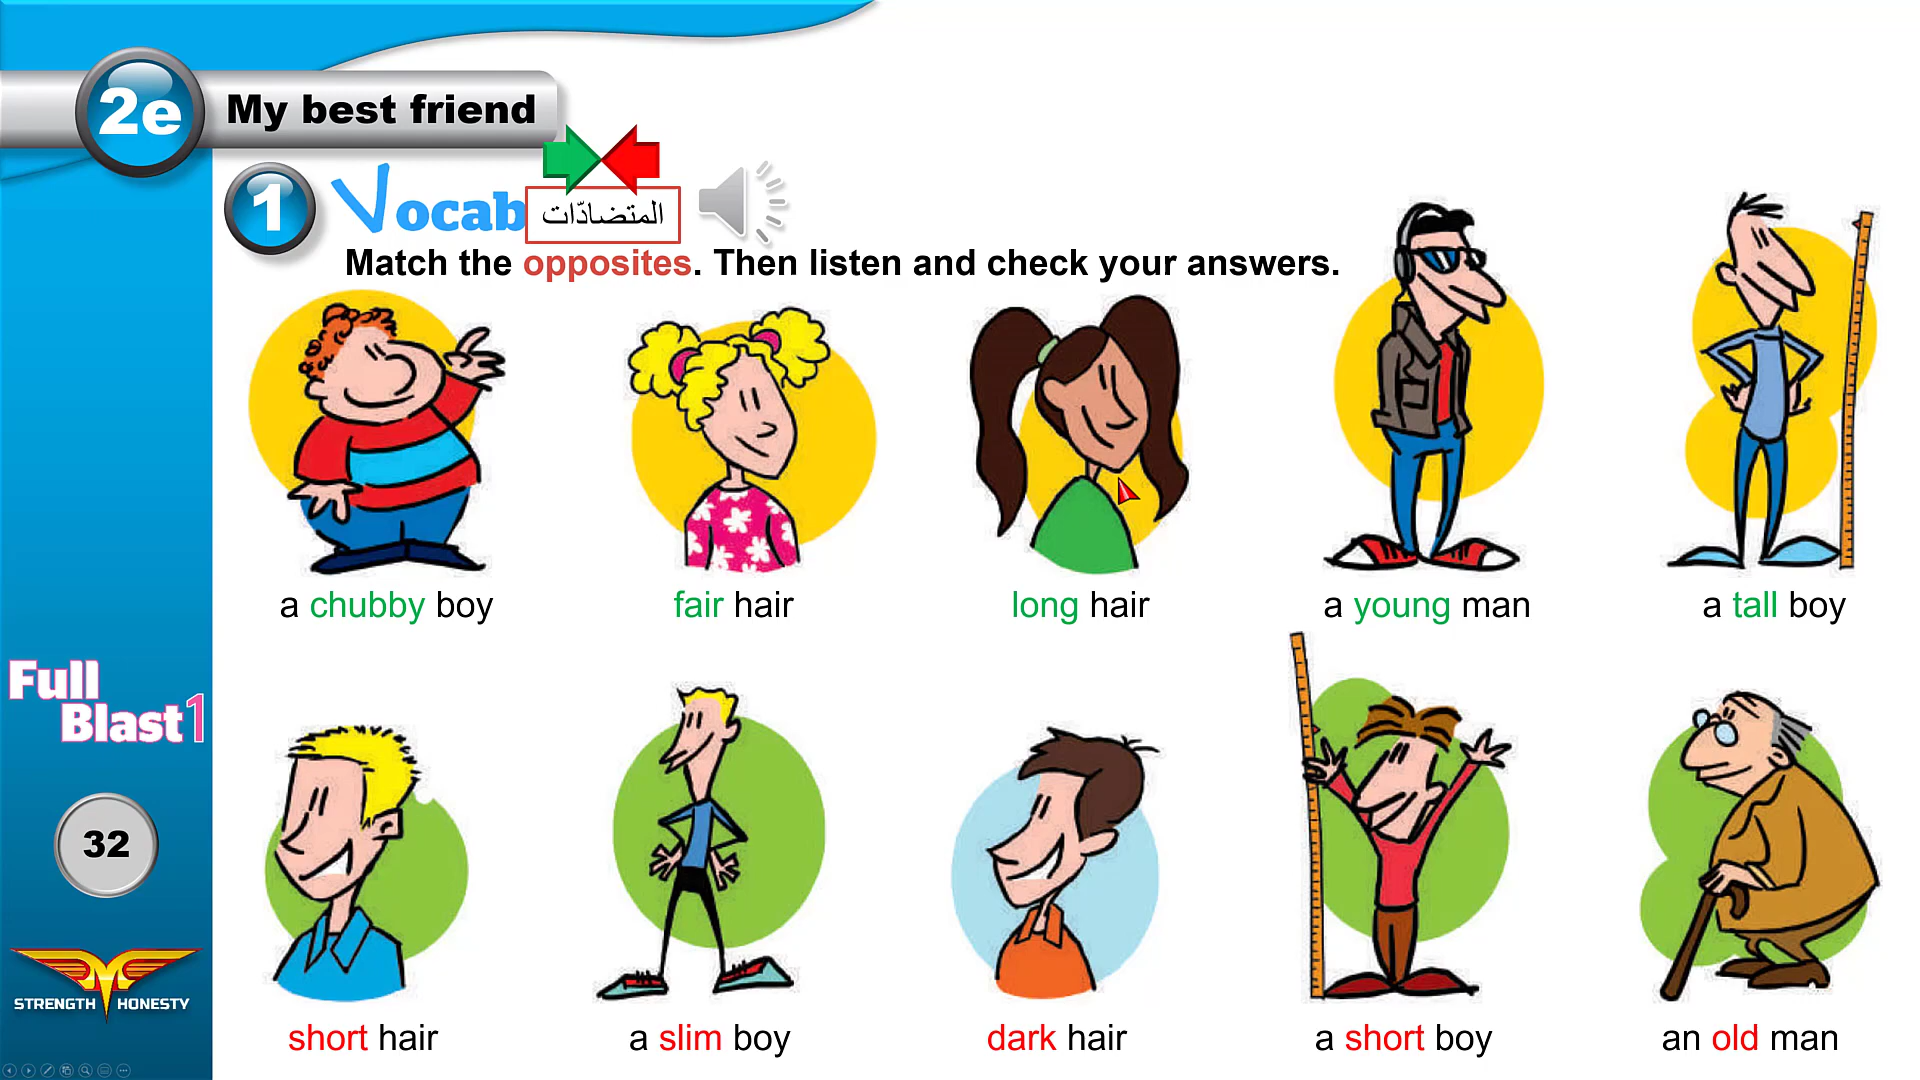 2e My best friend
1 Vocab المتضادّات
Match the opposites. Then listen and check your answers.
a chubby boy
fair hair
long hair
a young man
a tall boy
short hair
a slim boy
dark hair
a short boy
an old man
Full
Blast1
32
STRENGTH HONESTY